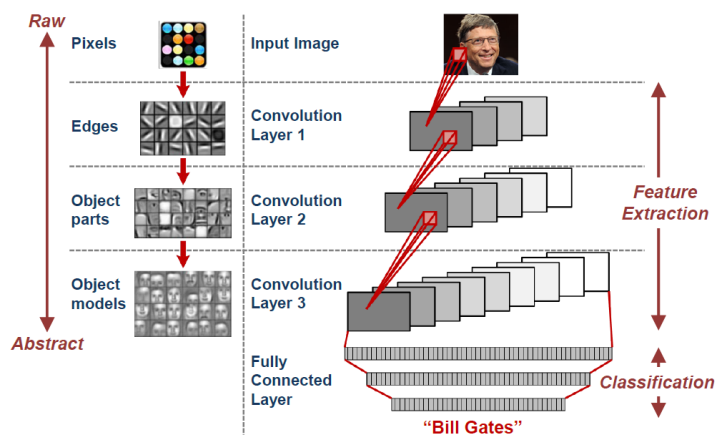 Raw
Pixels
Input Image
Edges
Convolution
Layer 1
Object
parts
Convolution
Layer 2
Feature
Extraction
Object
models
Convolution
Layer 3
Abstract
Fully
Connected
Layer
Classification
“Bill Gates”